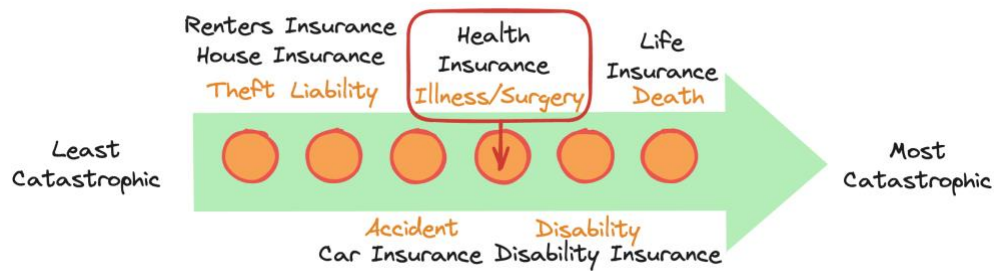 Renters Insurance
House Insurance
Theft Liability
Health
Insurance
Illness/Surgery
Life
Insurance
Death
Least
Catastrophic
Most
Catastrophic
Accident
Car Insurance
Disability
Disability Insurance